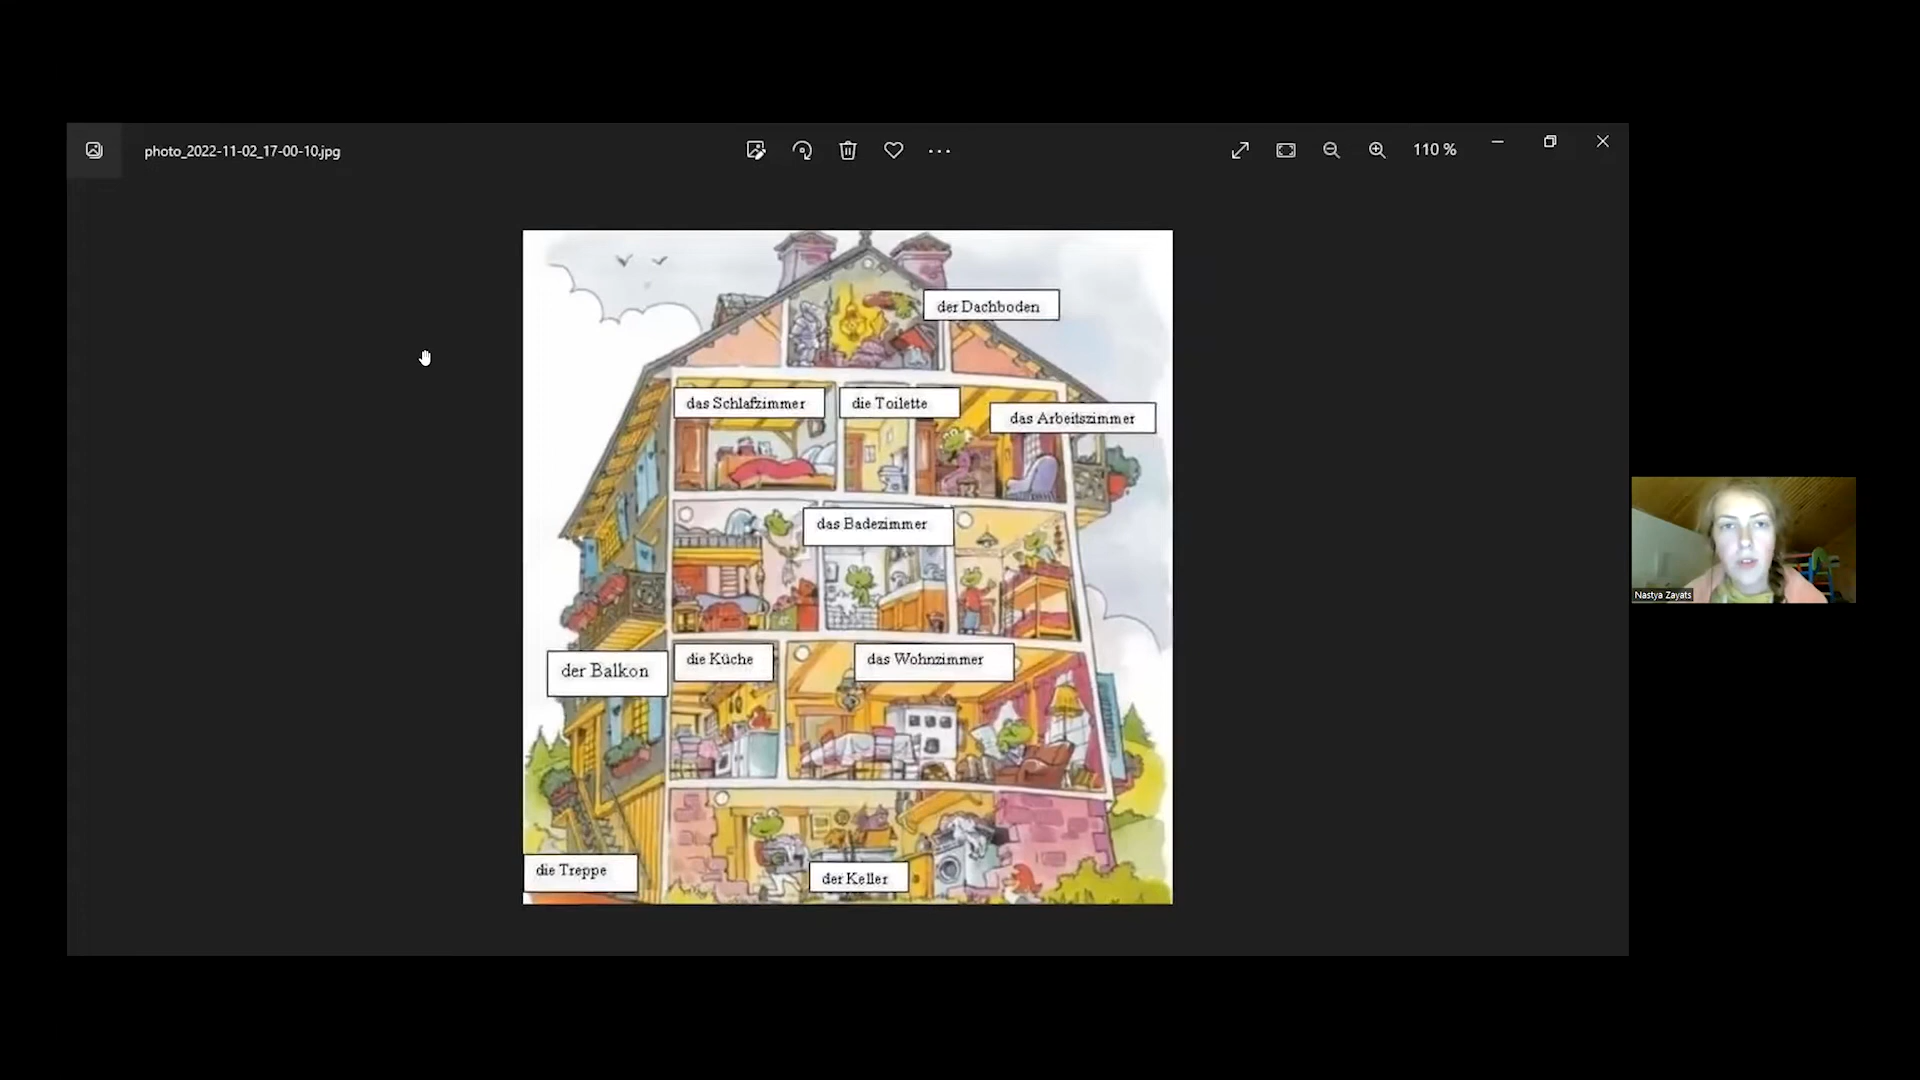 photo_2022-11-02_17-00-10.jpg
110 %
der Dachboden
das Schlafzimmer
die Toilette
das Arbeitszimmer
das Badezimmer
der Balkon
die Küche
das Wohnzimmer
die Treppe
der Keller
Nastya Zayats